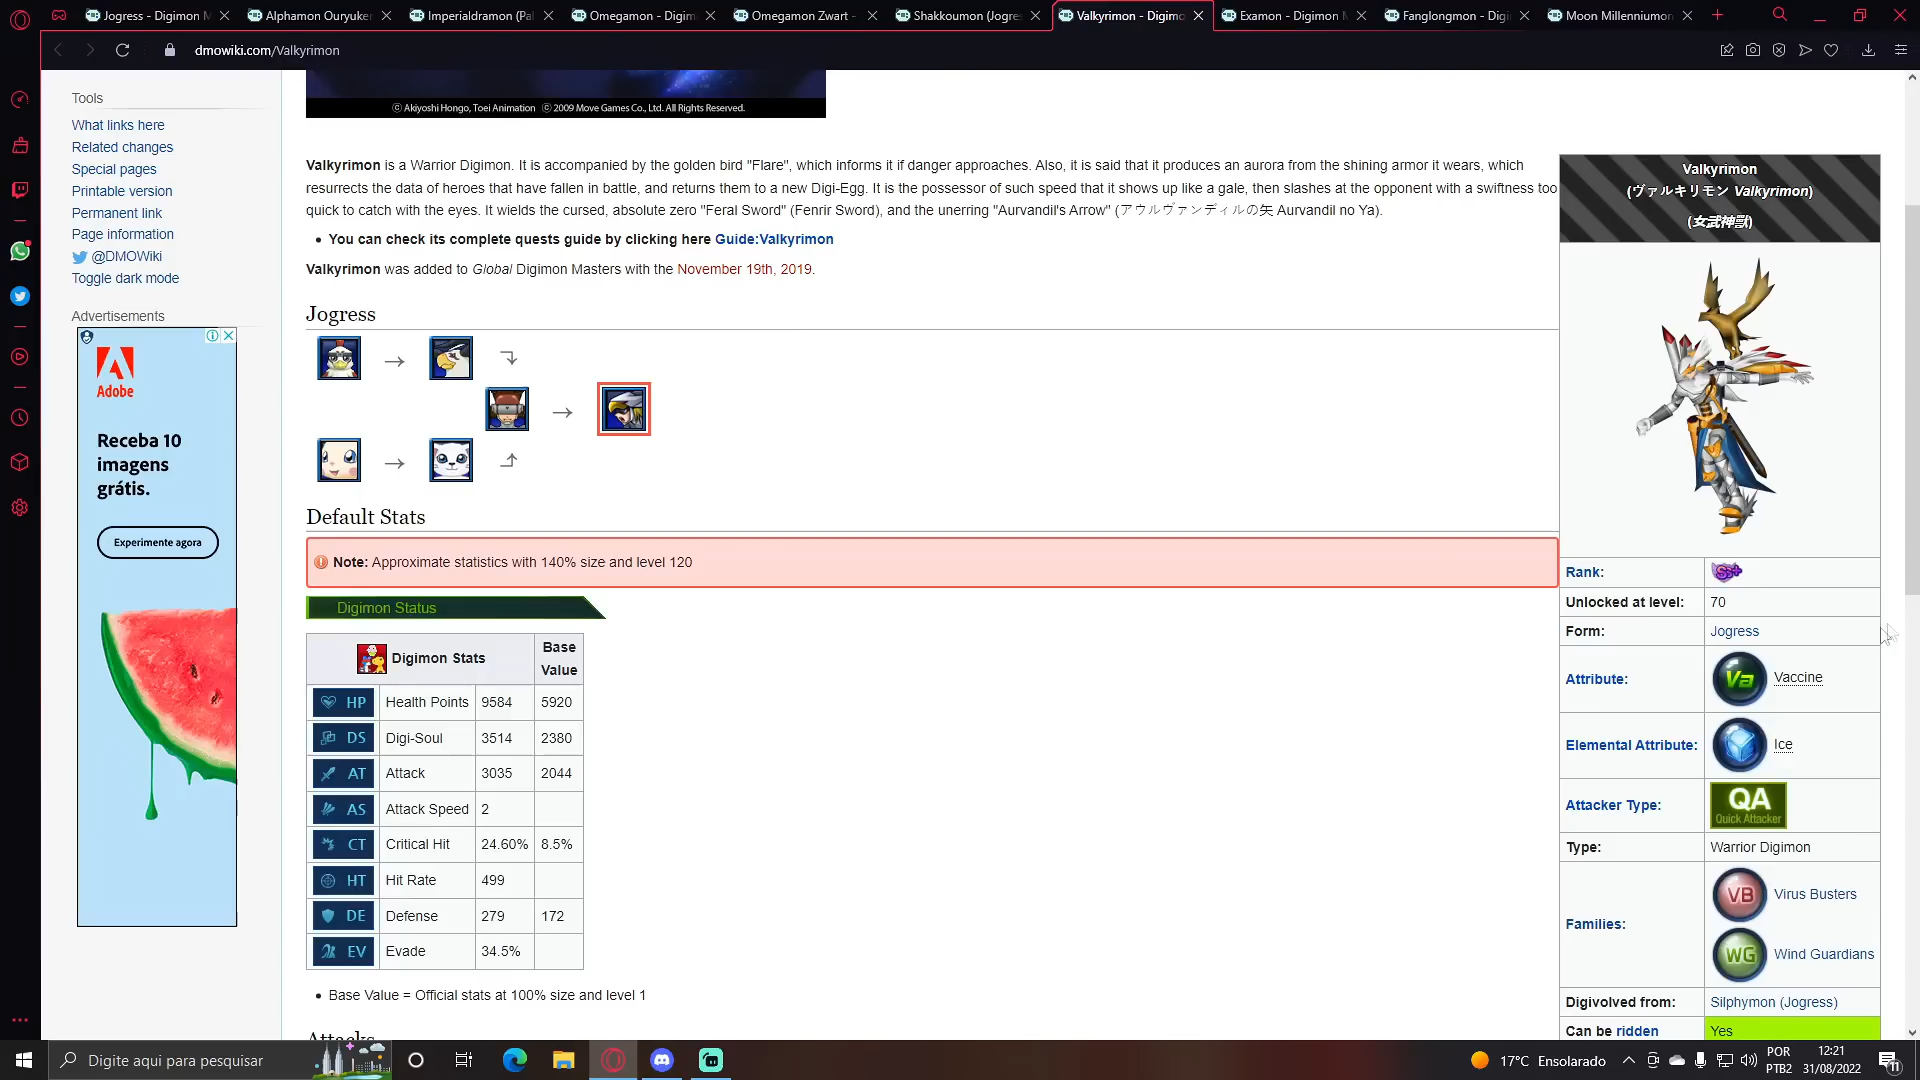 Jogress - Digimon M
Alphamon Ouryuken
Imperialdramon (Pal
Omegamon - Digim
Omegamon Zwart -
Shakkoumon (Jogres
Valkyrimon - Digimo
Examon - Digimon M
Fanglongmon - Digi
Moon Millenniumon
dmowiki.com/Valkyrimon
Tools
What links here
Related changes
Special pages
Printable version
Permanent link
Page information
@DMOWiki
Toggle dark mode
Advertisements
Adobe
Receba 10
imagens
grátis.
Experimente agora
© Akiyoshi Hongo, Toei Animation © 2009 Move Games Co., Ltd. All Rights Reserved.
Valkyrimon is a Warrior Digimon. It is accompanied by the golden bird "Flare", which informs it if danger approaches. Also, it is said that it produces an aurora from the shining armor it wears, which
resurrects the data of heroes that have fallen in battle, and returns them to a new Digi-Egg. It is the possessor of such speed that it shows up like a gale, then slashes at the opponent with a swiftness too
quick to catch with the eyes. It wields the cursed, absolute zero "Feral Sword" (Fenrir Sword), and the unerring "Aurvandil's Arrow" (アウルヴァンディルの矢 Aurvandil no Ya).
• You can check its complete quests guide by clicking here Guide:Valkyrimon
Valkyrimon was added to Global Digimon Masters with the November 19th, 2019.
Jogress
Default Stats
Note: Approximate statistics with 140% size and level 120
Digimon Status
Digimon Stats Base
Value
HP Health Points 9584 5920
DS Digi-Soul 3514 2380
AT Attack 3035 2044
AS Attack Speed 2
CT Critical Hit 24.60% 8.5%
HT Hit Rate 499
DE Defense 279 172
EV Evade 34.5%
• Base Value = Official stats at 100% size and level 1
Attacks
Valkyrimon
(ヴァルキリモン Valkyrimon)
(女武神獣)
Rank: SS+
Unlocked at level: 70
Form: Jogress
Attribute: Va Vaccine
Elemental Attribute: Ice
Attacker Type: QA
Quick Attacker
Type: Warrior Digimon
Families: VB Virus Busters
WG Wind Guardians
Digivolved from: Silphymon (Jogress)
Can be ridden Yes
Digite aqui para pesquisar
17°C Ensolarado
POR
PTB2
12:21
31/08/2022
11